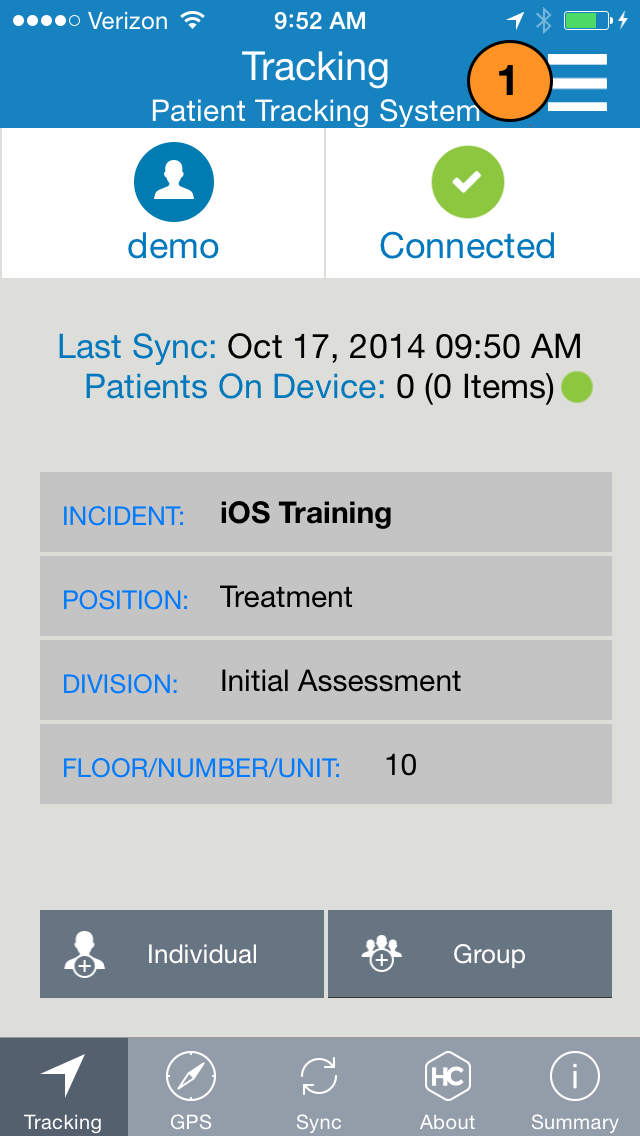 Verizon 9:52 AM
Tracking
1
Patient Tracking System
demo Connected
Last Sync: Oct 17, 2014 09:50 AM
Patients On Device: 0 (0 Items)
INCIDENT: iOS Training
POSITION: Treatment
DIVISION: Initial Assessment
FLOOR/NUMBER/UNIT: 10
Individual Group
HC i
Tracking GPS Sync About Summary